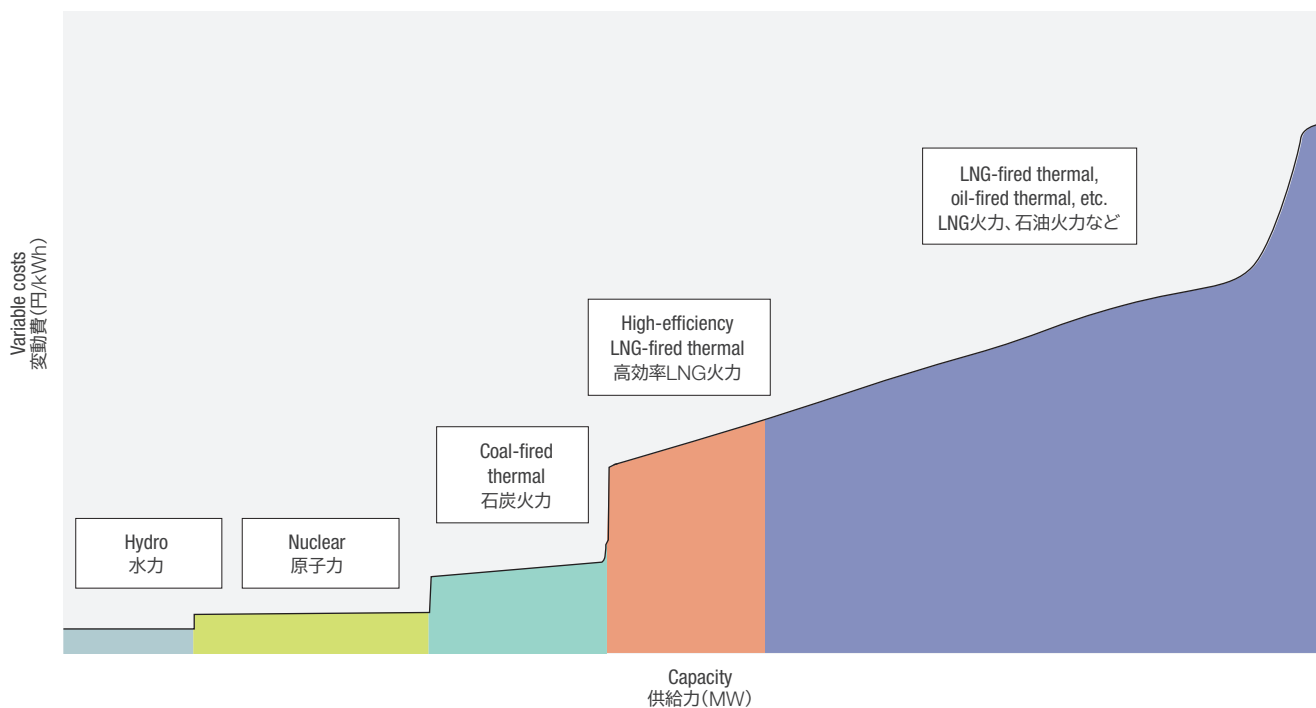 Variable costs
変動費(円/kWh)
Hydro
水力
Nuclear
原子力
Coal-fired
thermal
石炭火力
High-efficiency
LNG-fired thermal
高効率LNG火力
LNG-fired thermal,
oil-fired thermal, etc.
LNG火力、石油火力など
Capacity
供給力(MW)